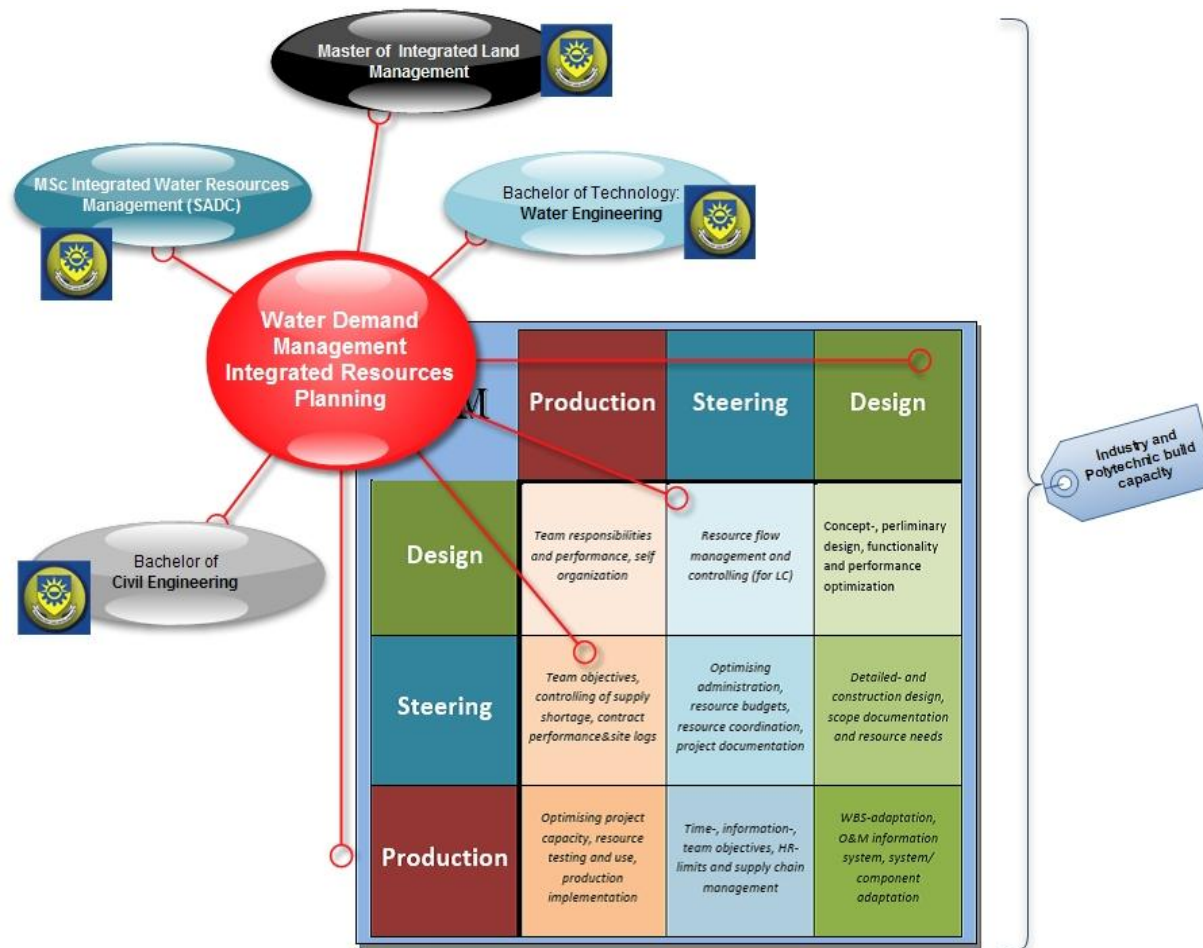 Master of Integrated Land
Management
MSc Integrated Water Resources
Management (SADC)
Bachelor of Technology:
Water Engineering
Water Demand
Management
Integrated Resources
Planning
Bachelor of
Civil Engineering
M
Production
Steering
Design
Design
Team responsibilities
and performance, self
organization
Resource flow
management and
controlling (for LC)
Concept-, perliminary
design, functionality
and performance
optimization
Steering
Team objectives,
controlling of supply
shortage, contract
performance&site logs
Optimising
administration,
resource budgets,
resource coordination,
project documentation
Detailed- and
construction design,
scope documentation
and resource needs
Production
Optimising project
capacity, resource
testing and use,
production
implementation
Time-, information-,
team objectives, HR-
limits and supply chain
management
WBS-adaptation,
O&M information
system, system/
component
adaptation
Industry and
Polytechnic build
capacity